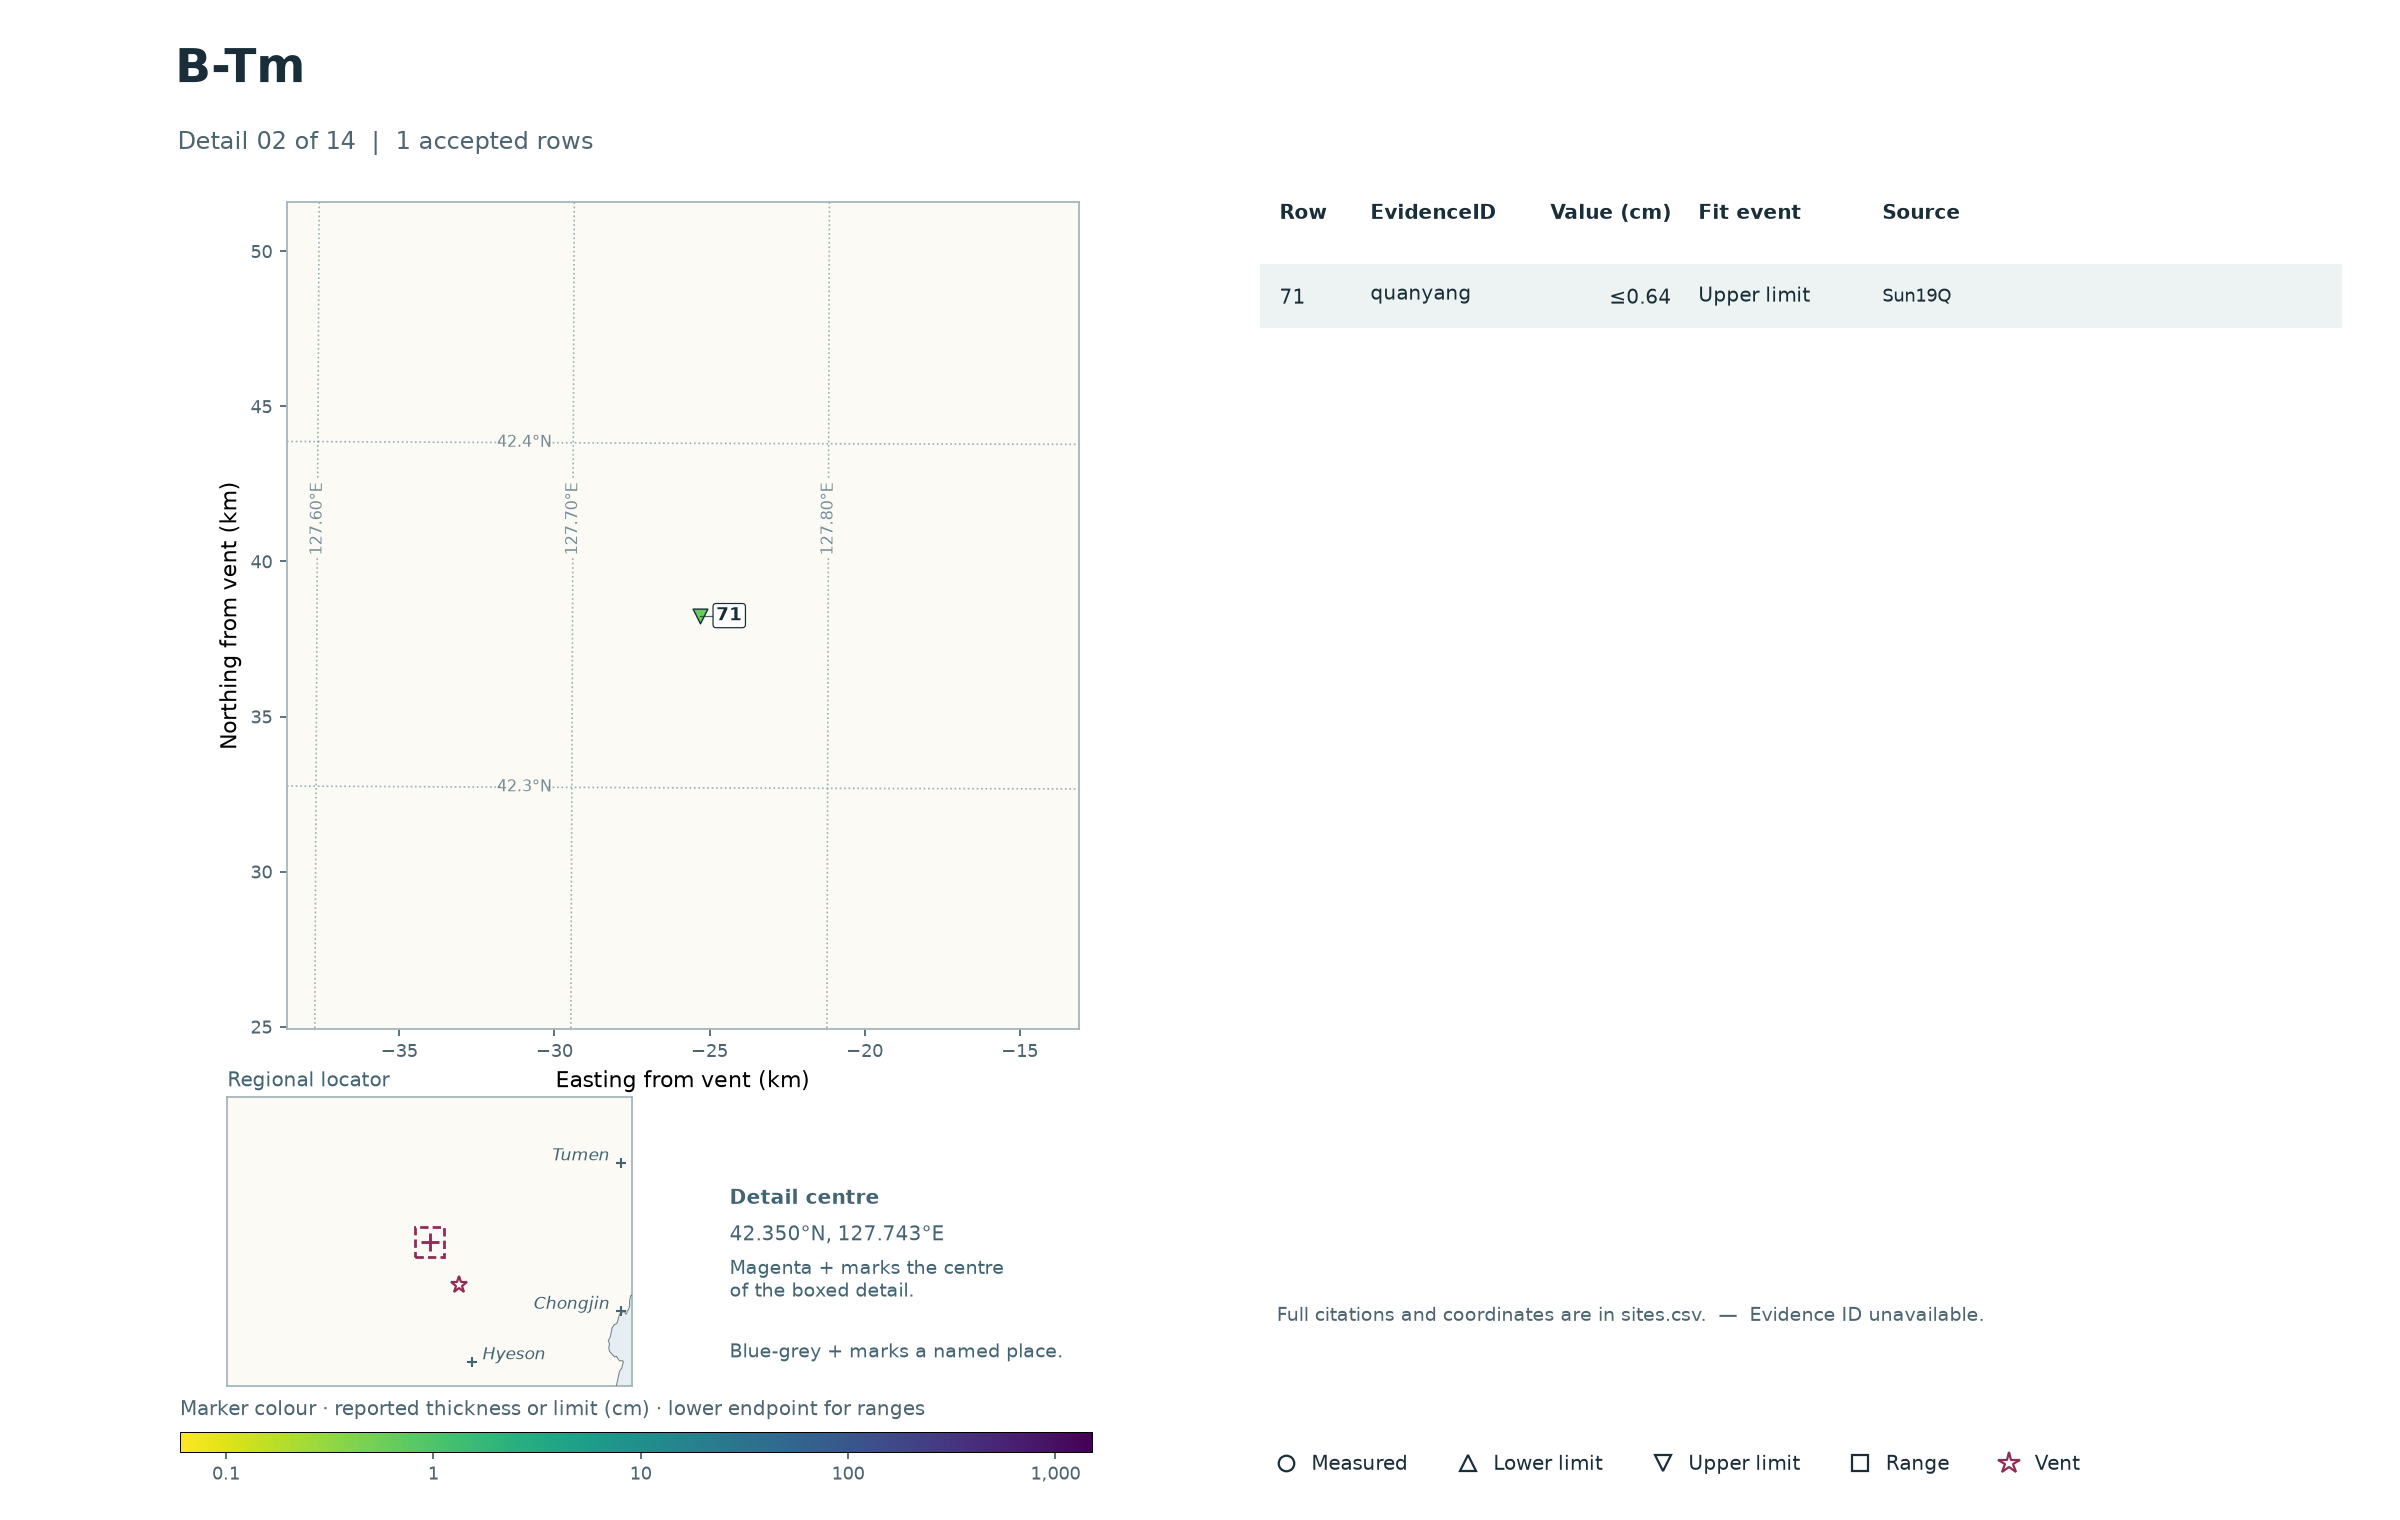 B-Tm
Detail 02 of 14 | 1 accepted rows
Row EvidenceID Value (cm) Fit event Source
71 quanyang ≤0.64 Upper limit Sun19Q
Northing from vent (km)
50
45
40
35
30
25
42.4°N
127.60°E
127.70°E
127.80°E
71
42.3°N
−35 −30 −25 −20 −15
Easting from vent (km)
Regional locator
Tumen
Chongjin
Hyeson
Detail centre
42.350°N, 127.743°E
Magenta + marks the centre
of the boxed detail.
Blue-grey + marks a named place.
Full citations and coordinates are in sites.csv. — Evidence ID unavailable.
Marker colour · reported thickness or limit (cm) · lower endpoint for ranges
0.1 1 10 100 1,000
Measured Lower limit Upper limit Range Vent